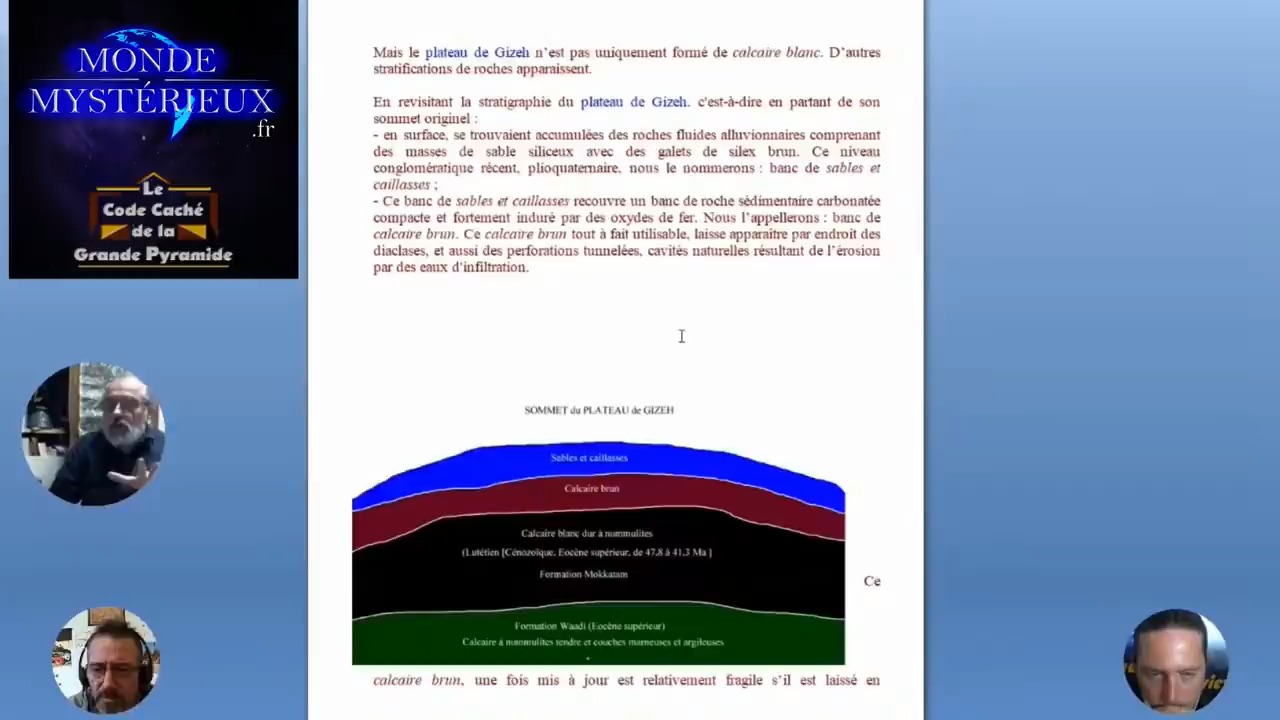 MONDE
MYSTÉRIEUX
.fr
Le
Code Caché
de la
Grande Pyramide
Mais le plateau de Gizeh n'est pas uniquement formé de calcaire blanc. D'autres
stratifications de roches apparaissent.
En revisitant la stratigraphie du plateau de Gizeh. c'est-à-dire en partant de son
sommet originel :
- en surface, se trouvaient accumulées des roches fluides alluvionnaires comprenant
des masses de sable siliceux avec des galets de silex brun. Ce niveau
conglomératique récent, plioquaternaire, nous le nommerons : banc de sables et
caillasses ;
- Ce banc de sables et caillasses recouvre un banc de roche sédimentaire carbonatée
compacte et fortement induré par des oxydes de fer. Nous l'appellerons : banc de
calcaire brun. Ce calcaire brun tout à fait utilisable, laisse apparaître par endroit des
diaclases, et aussi des perforations tunnelées, cavités naturelles résultant de l'érosion
par des eaux d'infiltration.
SOMMET du PLATEAU de GIZEH
Sables et caillasses
Calcaire brun
Calcaire blanc dur à nummulites
(Lutétien [Cénozoïque, Eocène supérieur, de 47,8 à 41,3 Ma ]
Formation Mokkatam
Formation Waadi (Eocène supérieur)
Calcaire à nummulites tendre et couches marneuses et argileuses
Ce
calcaire brun, une fois mis à jour est relativement fragile s'il est laissé en